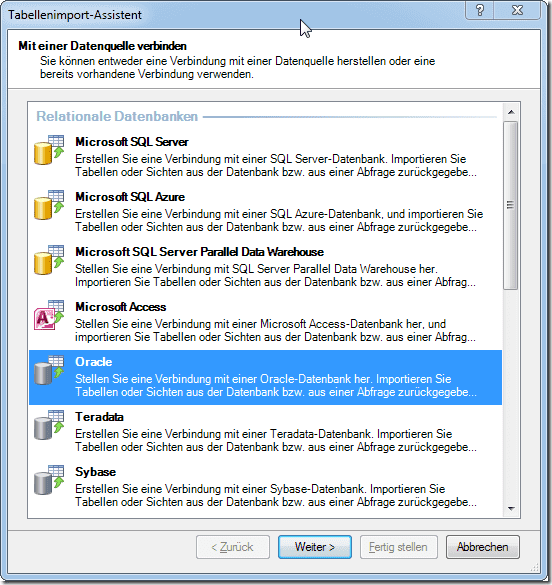 Tabellenimport-Assistent
Mit einer Datenquelle verbinden
Sie können entweder eine Verbindung mit einer Datenquelle herstellen oder eine
bereits vorhandene Verbindung verwenden.
Relationale Datenbanken
Microsoft SQL Server
Erstellen Sie eine Verbindung mit einer SQL Server-Datenbank. Importieren Sie
Tabellen oder Sichten aus der Datenbank bzw. aus einer Abfrage zurückgegebe...
Microsoft SQL Azure
Erstellen Sie eine Verbindung mit einer SQL Azure-Datenbank, und importieren Sie
Tabellen oder Sichten aus der Datenbank bzw. aus einer Abfrage zurückgegebe...
Microsoft SQL Server Parallel Data Warehouse
Stellen Sie eine Verbindung mit SQL Server Parallel Data Warehouse her.
Importieren Sie Tabellen oder Sichten aus der Datenbank bzw. aus einer Abfrag...
Microsoft Access
Stellen Sie eine Verbindung mit einer Microsoft Access-Datenbank her, und
importieren Sie Tabellen oder Sichten aus der Datenbank bzw. aus einer Abfrag...
Oracle
Stellen Sie eine Verbindung mit einer Oracle-Datenbank her. Importieren Sie
Tabellen oder Sichten aus der Datenbank bzw. aus einer Abfrage zurückgegebe...
Teradata
Erstellen Sie eine Verbindung mit einer Teradata-Datenbank. Importieren Sie
Tabellen oder Sichten aus der Datenbank bzw. aus einer Abfrage zurückgegebe...
Sybase
Erstellen Sie eine Verbindung mit einer Sybase-Datenbank. Importieren Sie
Tabellen oder Sichten aus der Datenbank bzw. aus einer Abfrage zurückgegebe...
< Zurück Weiter > Fertig stellen Abbrechen